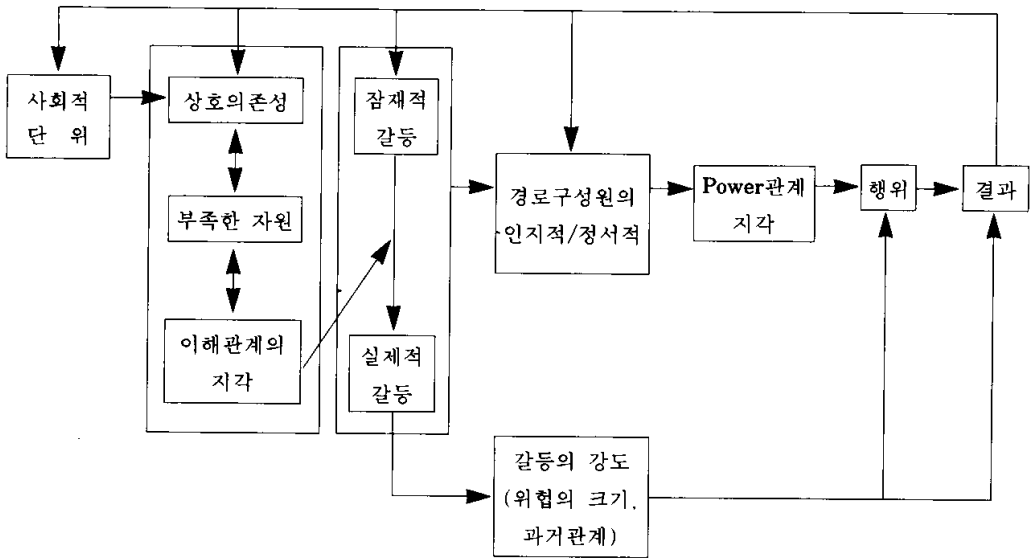 사회적
단 위
상호의존성
부족한 자원
이해관계의
지각
잠재적
갈등
실제적
갈등
경로구성원의
인지적/정서적
Power관계
지각
행위
결과
갈등의 강도
(위협의 크기,
과거관계)